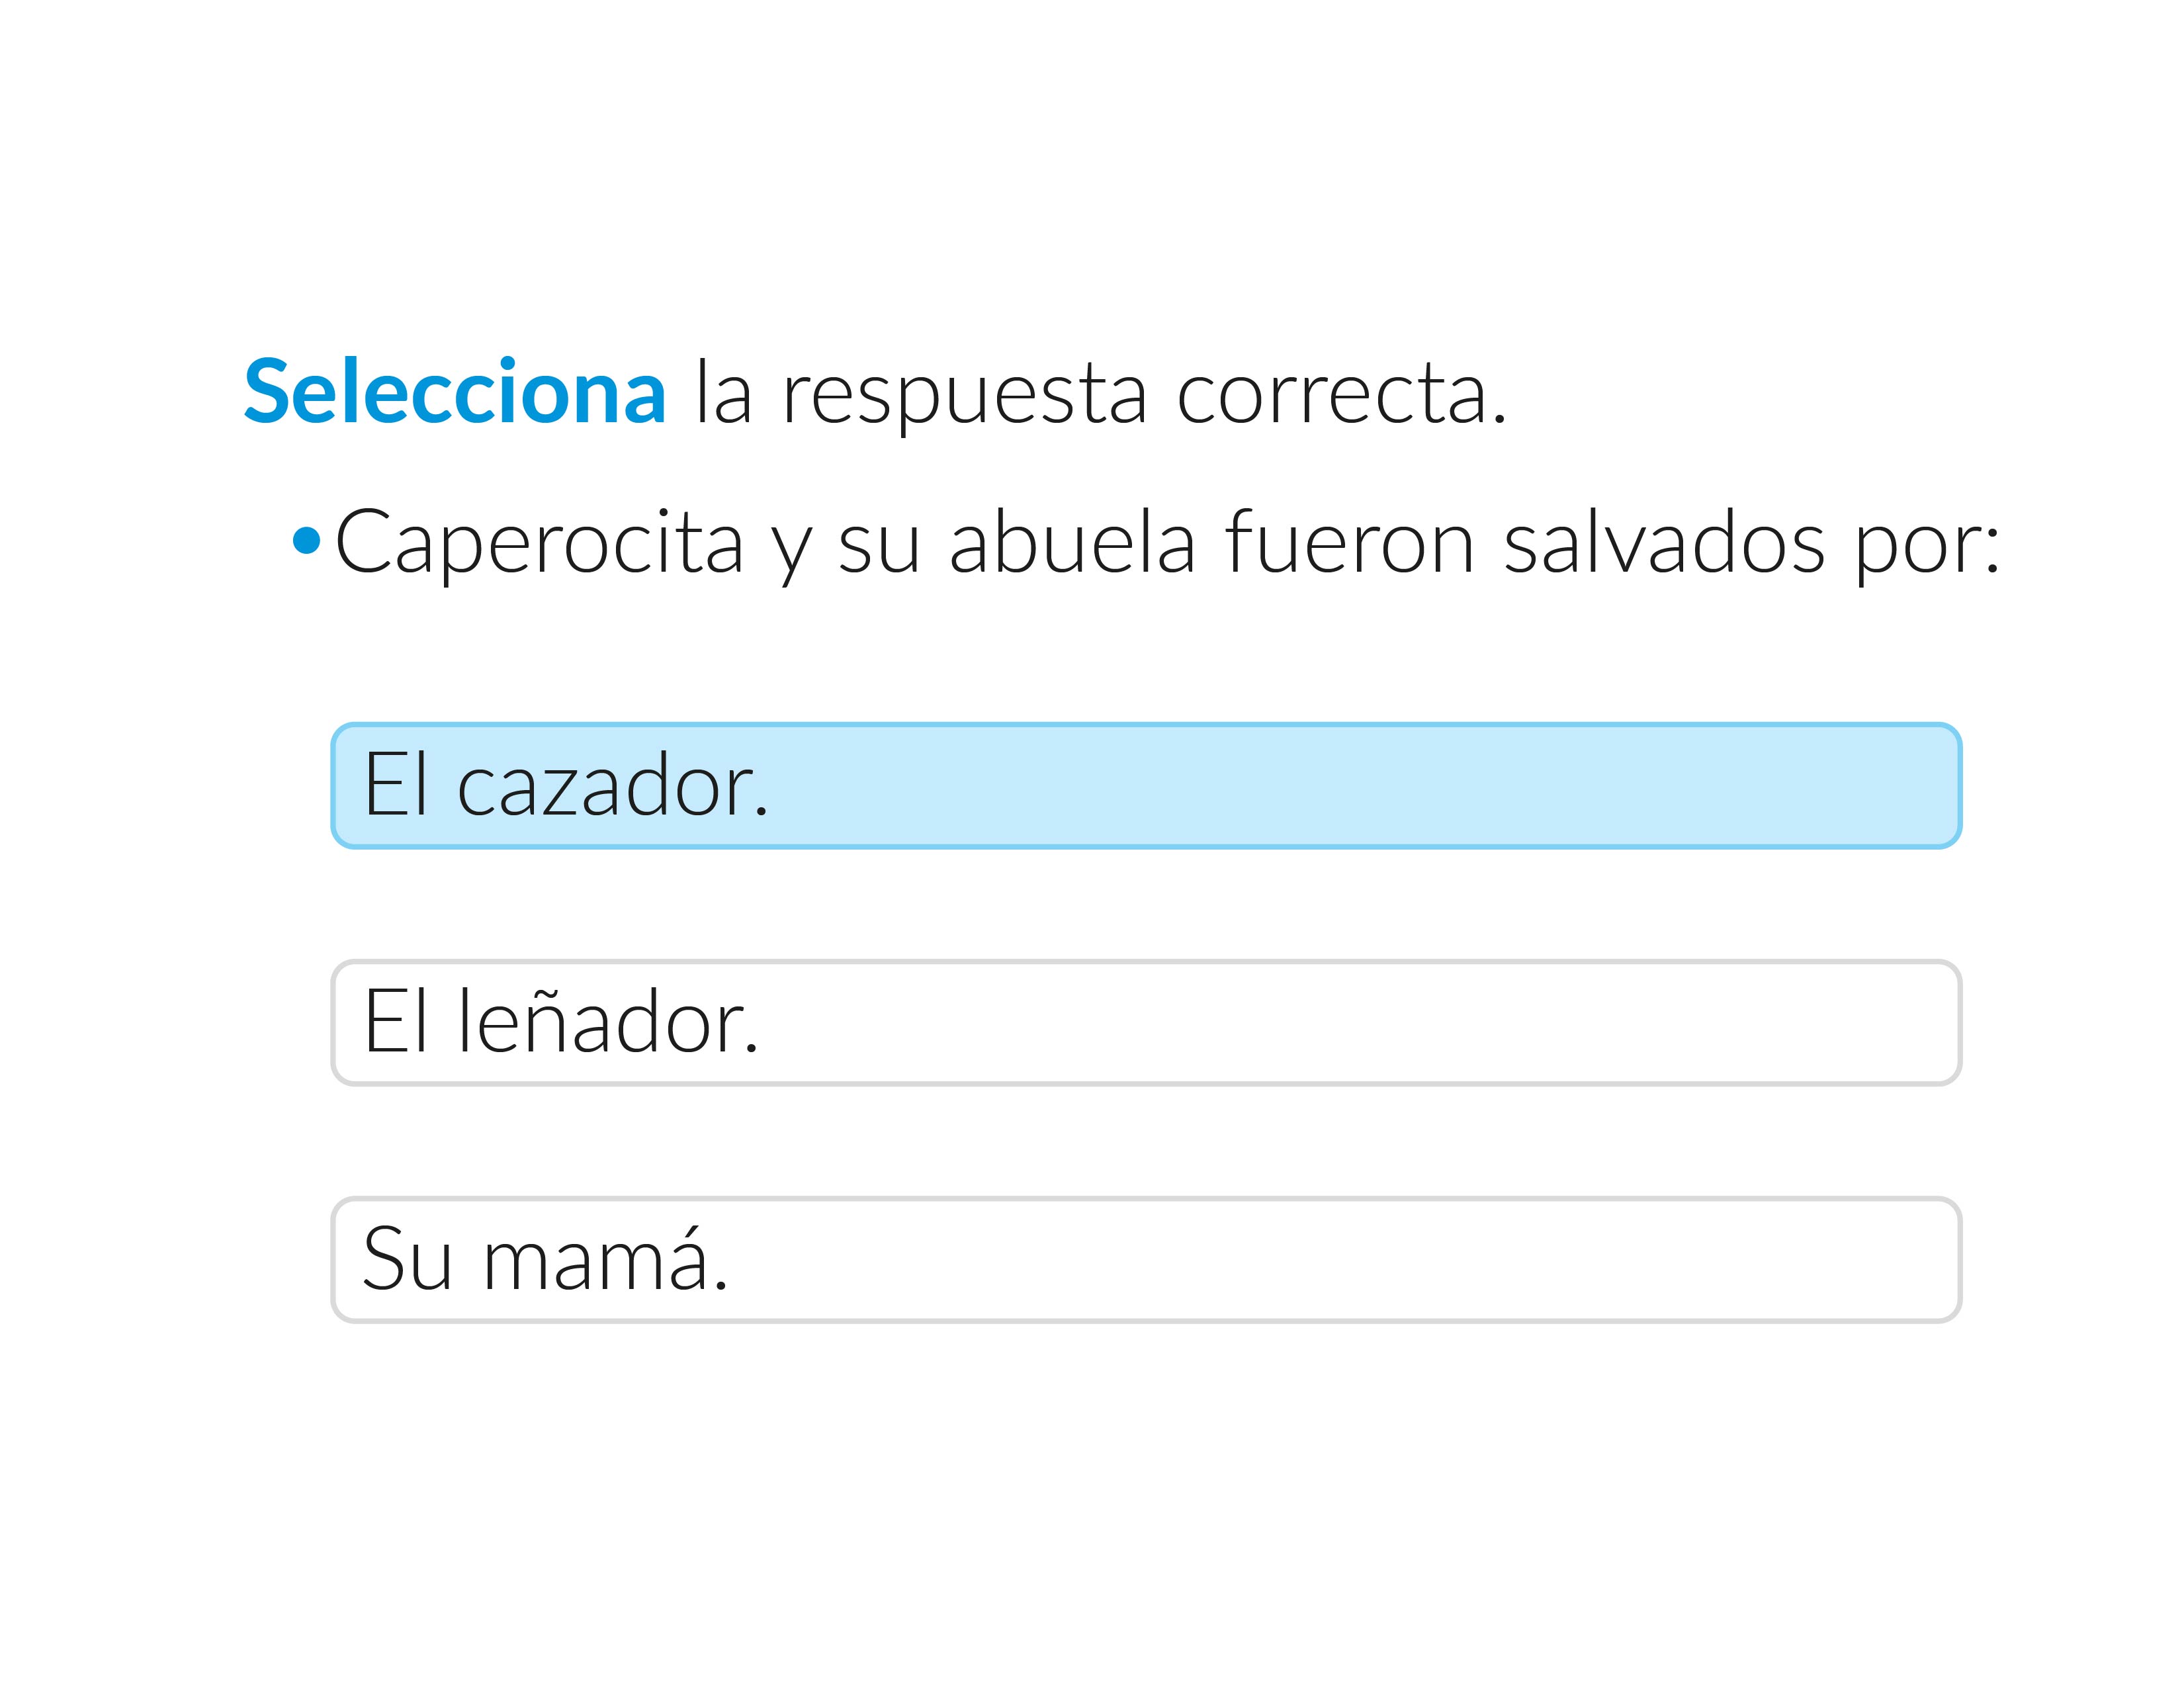 Selecciona la respuesta correcta.
• Caperocita y su abuela fueron salvados por:
El cazador.
El leñador.
Su mamá.